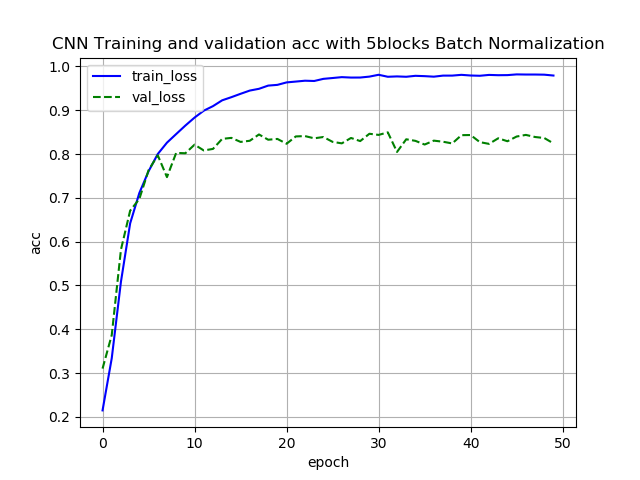 CNN Training and validation acc with 5blocks Batch Normalization
train_loss
val_loss
1.0
0.9
0.8
0.7
0.6
0.5
0.4
0.3
0.2
acc
0 10 20 30 40 50
epoch